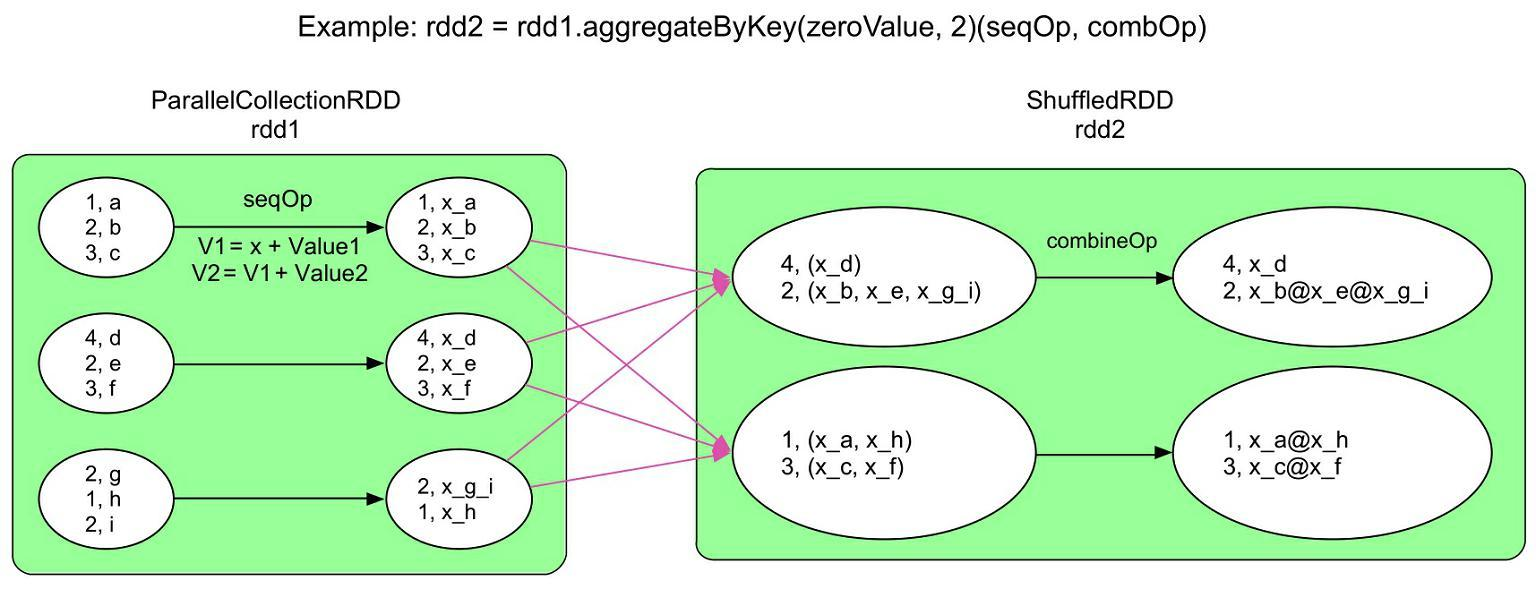 Example: rdd2 = rdd1.aggregateByKey(zeroValue, 2)(seqOp, combOp)
ParallelCollectionRDD
rdd1
1, a
2, b
3, c
seqOp
V1= x + Value1
V2= V1+ Value2
1, x_a
2, x_b
3, x_c
4, d
2, e
3, f
4, x_d
2, x_e
3, x_f
2, g
1, h
2, i
2, x_g_i
1, x_h
ShuffledRDD
rdd2
4, (x_d)
2, (x_b, x_e, x_g_i)
combineOp
4, x_d
2, x_b@x_e@x_g_i
1, (x_a, x_h)
3, (x_c, x_f)
1, x_a@x_h
3, x_c@x_f